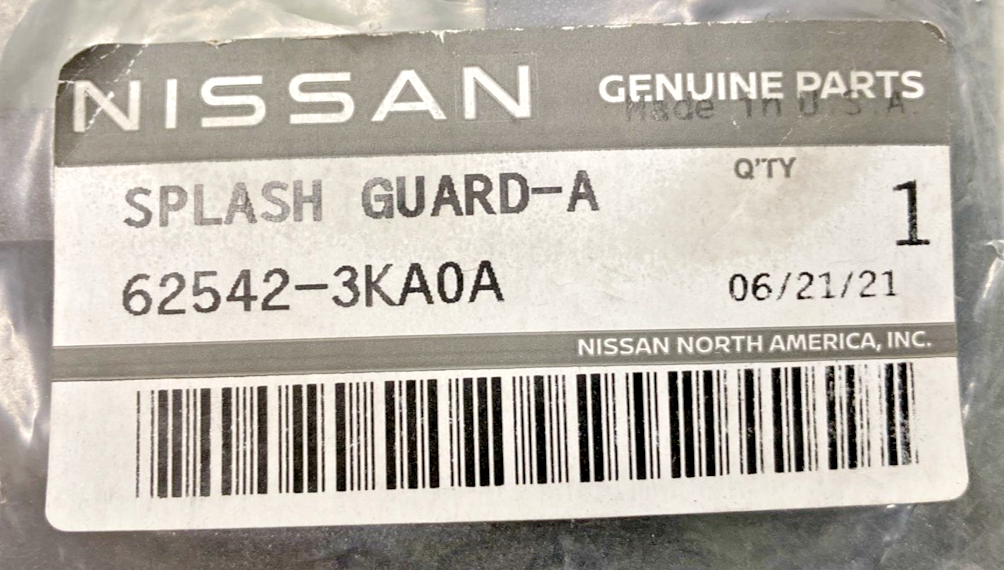 NISSAN GENUINE PARTS
Made in U.S.A.
SPLASH GUARD-A
Q'TY
1
62542-3KA0A
06/21/21
NISSAN NORTH AMERICA, INC.